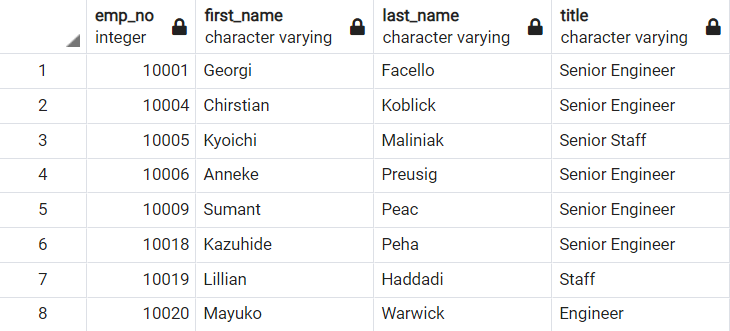 emp_no first_name last_name title
integer character varying character varying character varying
1 10001 Georgi Facello Senior Engineer
2 10004 Chirstian Koblick Senior Engineer
3 10005 Kyoichi Maliniak Senior Staff
4 10006 Anneke Preusig Senior Engineer
5 10009 Sumant Peac Senior Engineer
6 10018 Kazuhide Peha Senior Engineer
7 10019 Lillian Haddadi Staff
8 10020 Mayuko Warwick Engineer